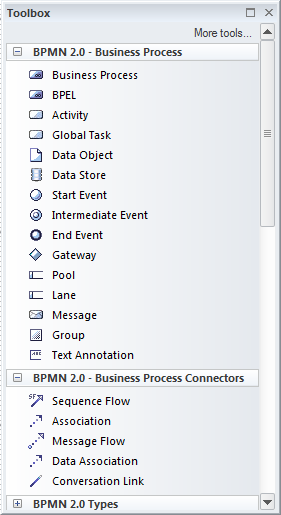 Toolbox
More tools...
BPMN 2.0 - Business Process
Business Process
BPEL
Activity
Global Task
Data Object
Data Store
Start Event
Intermediate Event
End Event
Gateway
Pool
Lane
Message
Group
ABC
Text Annotation
BPMN 2.0 - Business Process Connectors
SF
Sequence Flow
Association
Message Flow
Data Association
Conversation Link
BPMN 2.0 Types